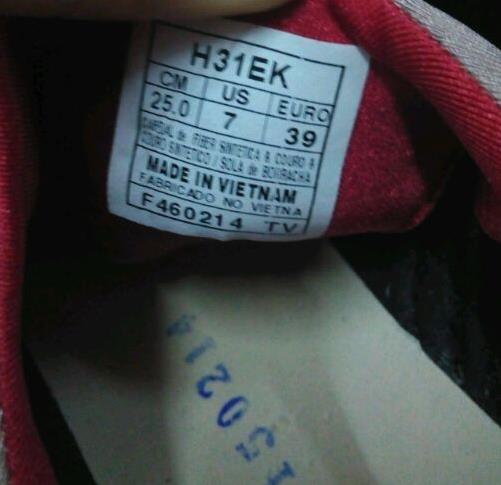 H31EK
CM US EURO
25.0 7 39
CABEDAL de FIBER SINTETICA & COURO &
COURO SINTETICO / SOLA de BORRACHA
MADE IN VIETNAM
FABRICADO NO VIETNA
F460214 TV
150214